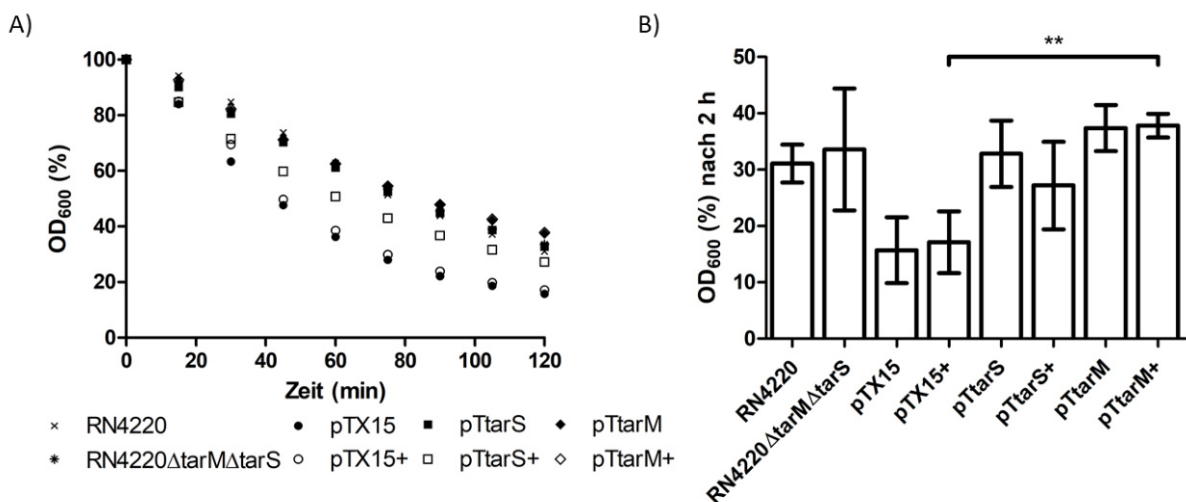 A)
100
80
60
40
20
0
OD600 (%)
0 20 40 60 80 100 120
Zeit (min)
× RN4220 ● pTX15 ■ pTtarS ◆ pTtarM
✱ RN4220ΔtarMΔtarS ○ pTX15+ □ pTtarS+ ◇ pTtarM+
B)
**
50
40
30
20
10
0
OD600 (%) nach 2 h
RN4220
RN4220ΔtarMΔtarS
pTX15
pTX15+
pTtarS
pTtarS+
pTtarM
pTtarM+